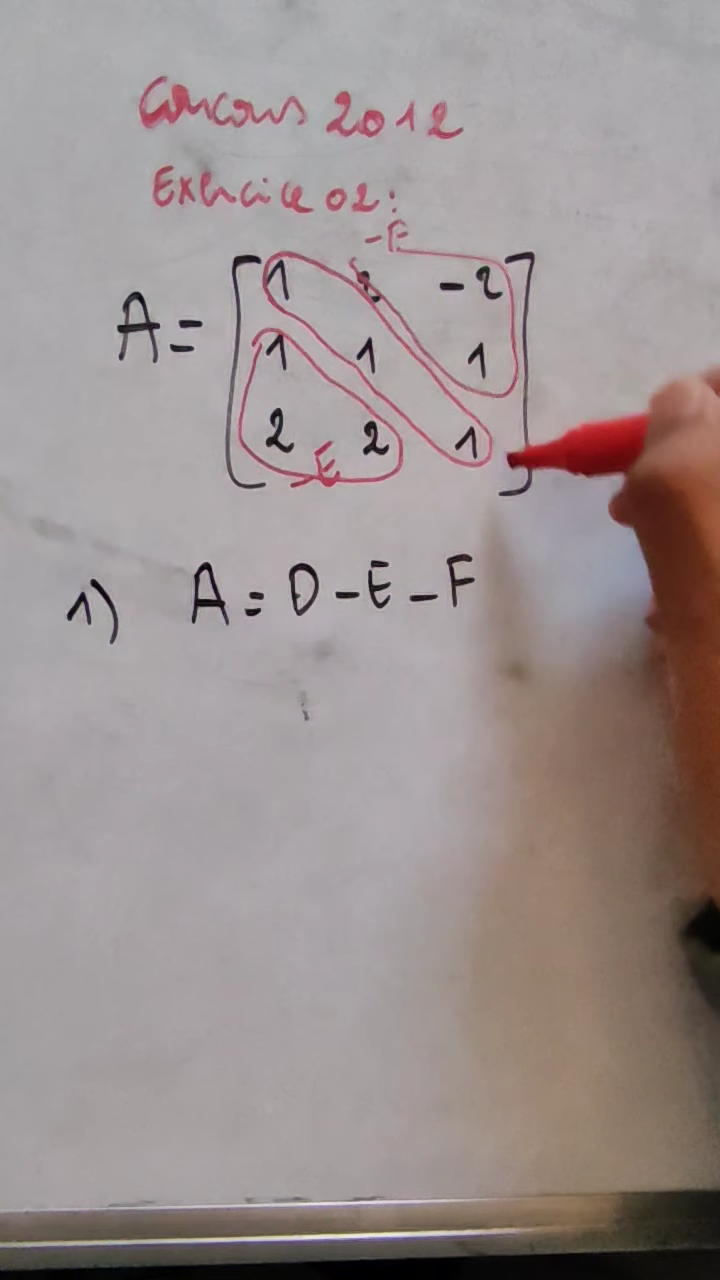 Concours 2012
Exercice 02:
-F
A = [ 1 -2
1 1 1
2 2 1 ]
-E
1) A = D - E - F